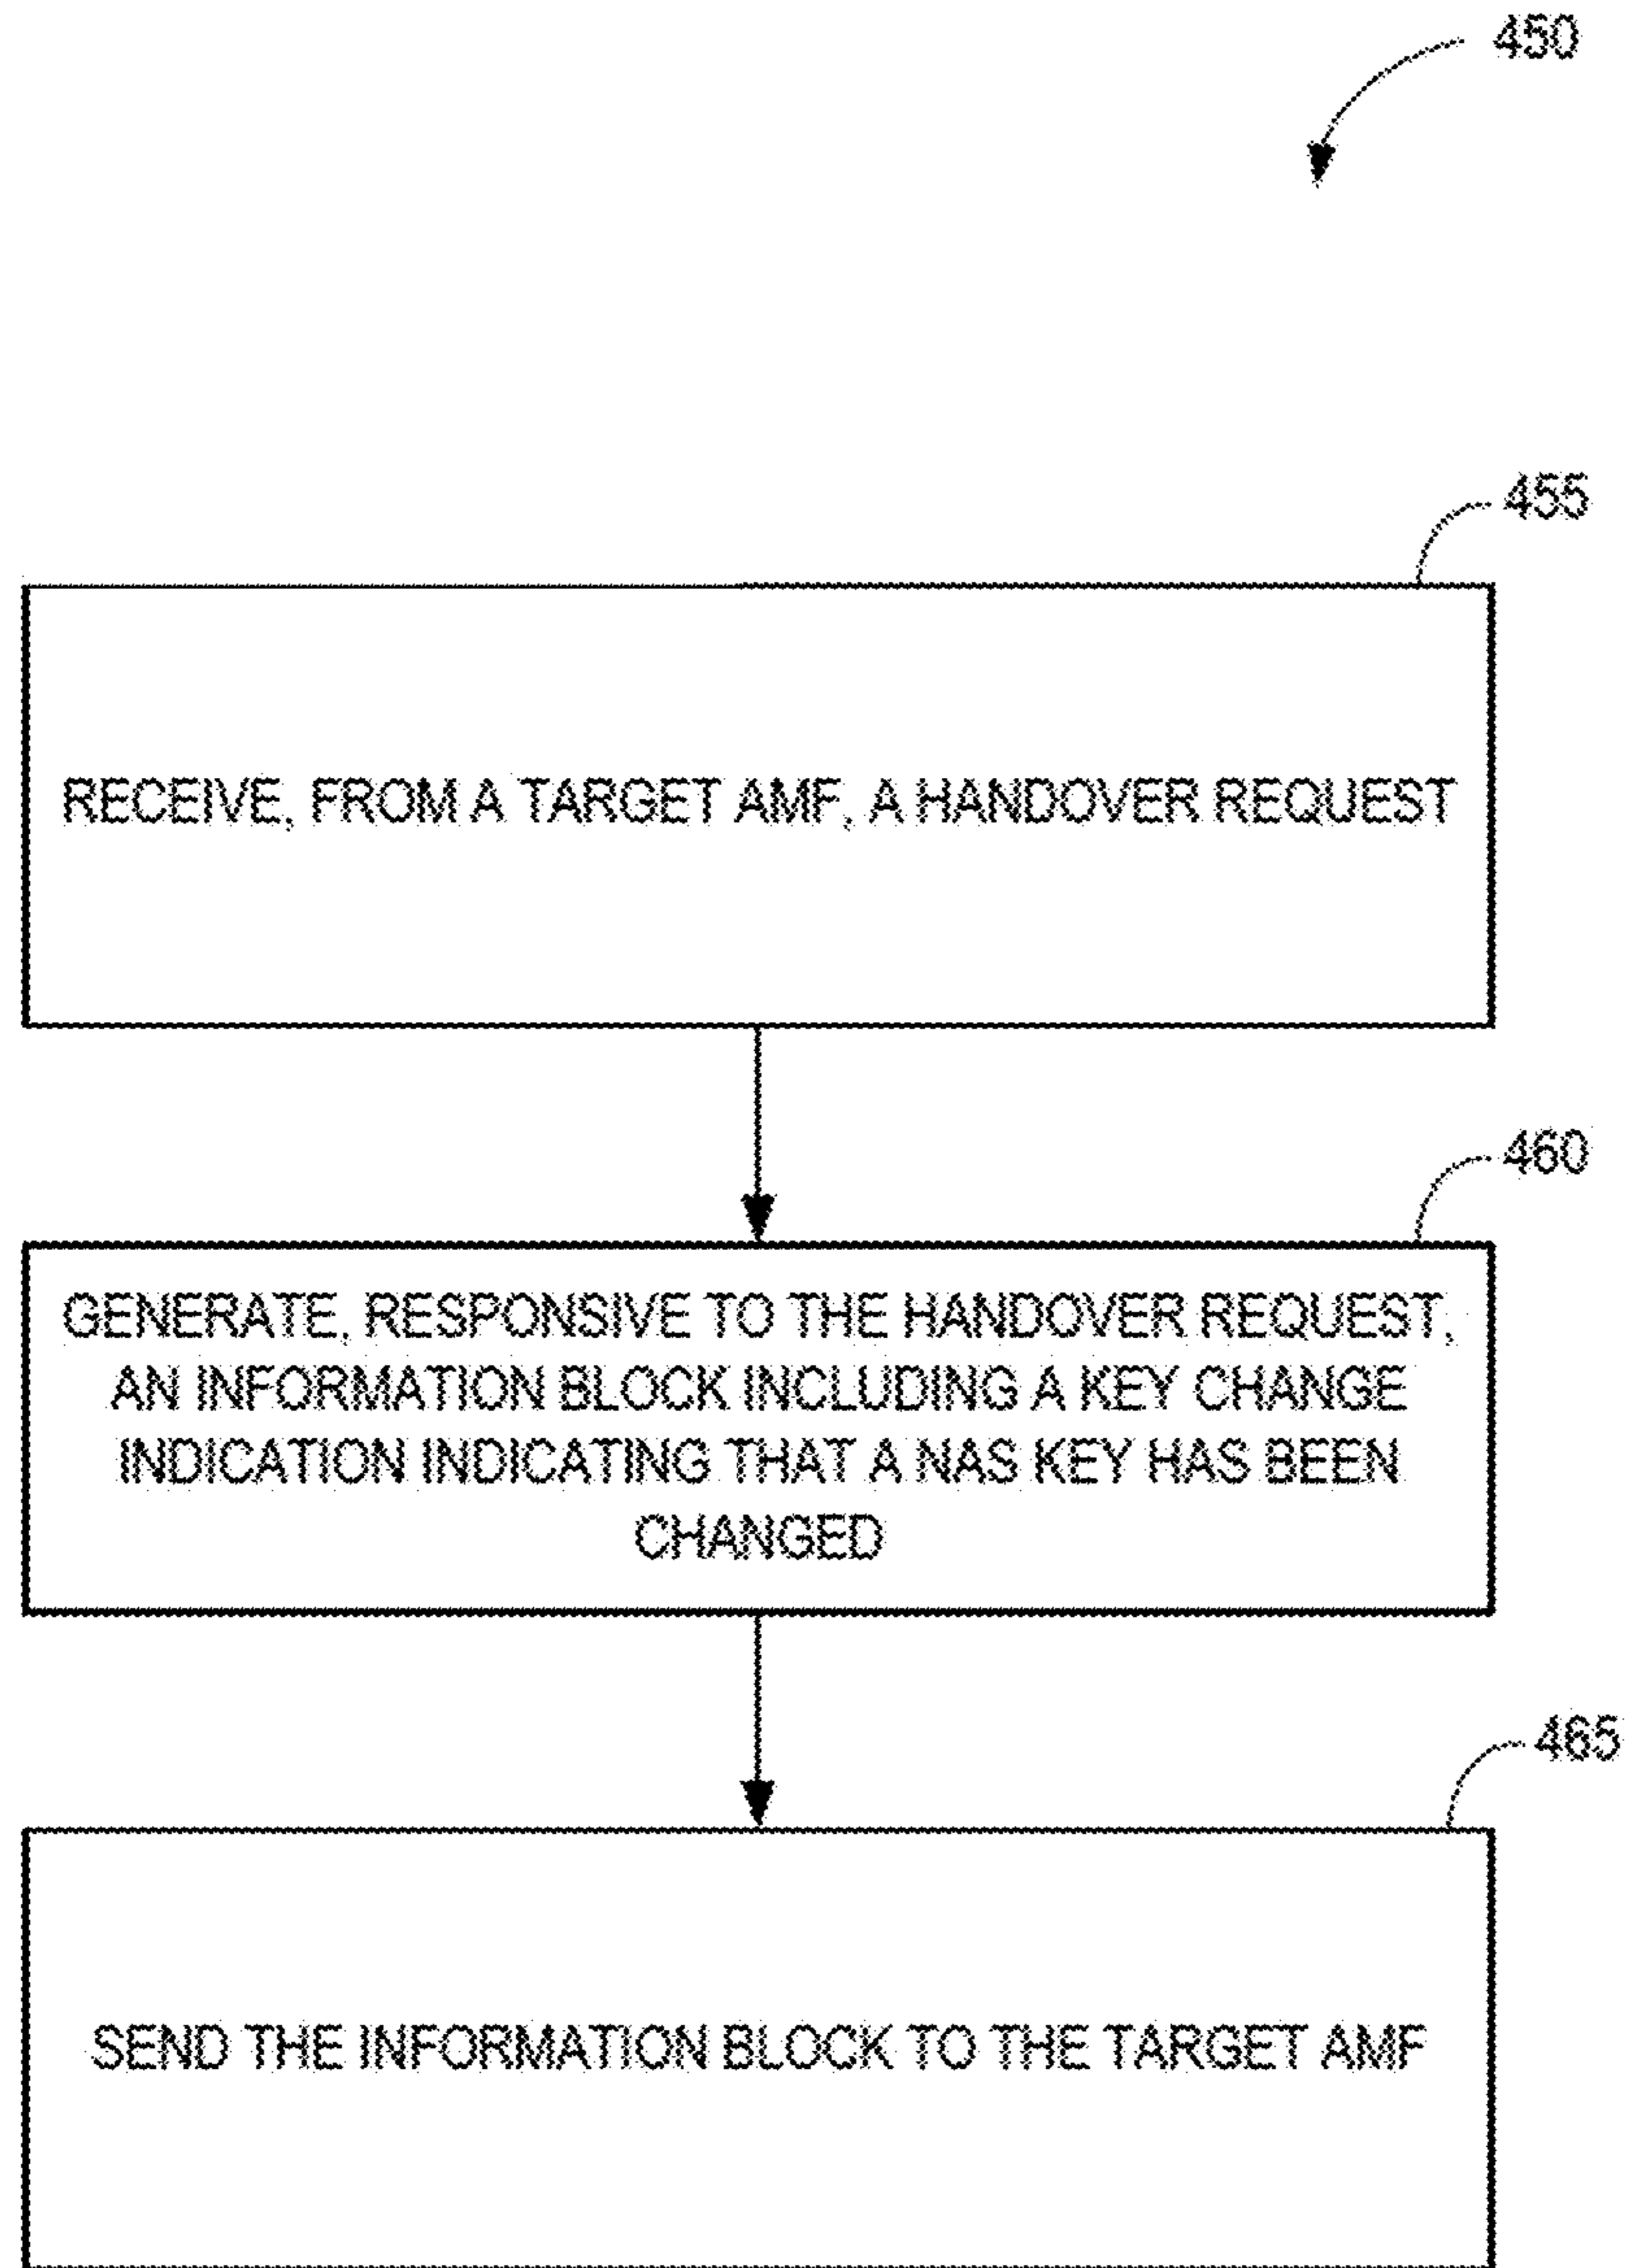 450
455
RECEIVE, FROM A TARGET AMF, A HANDOVER REQUEST
460
GENERATE, RESPONSIVE TO THE HANDOVER REQUEST,
AN INFORMATION BLOCK INCLUDING A KEY CHANGE
INDICATION INDICATING THAT A NAS KEY HAS BEEN
CHANGED
465
SEND THE INFORMATION BLOCK TO THE TARGET AMF